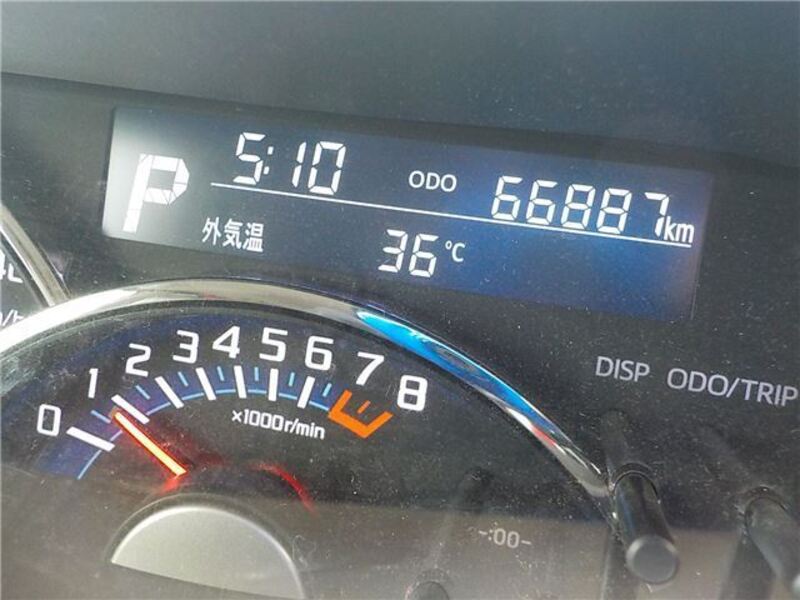 P 5:10 ODO 66887km
外気温 36℃
0 1 2 3 4 5 6 7 8
×1000r/min
DISP ODO/TRIP
-:00-